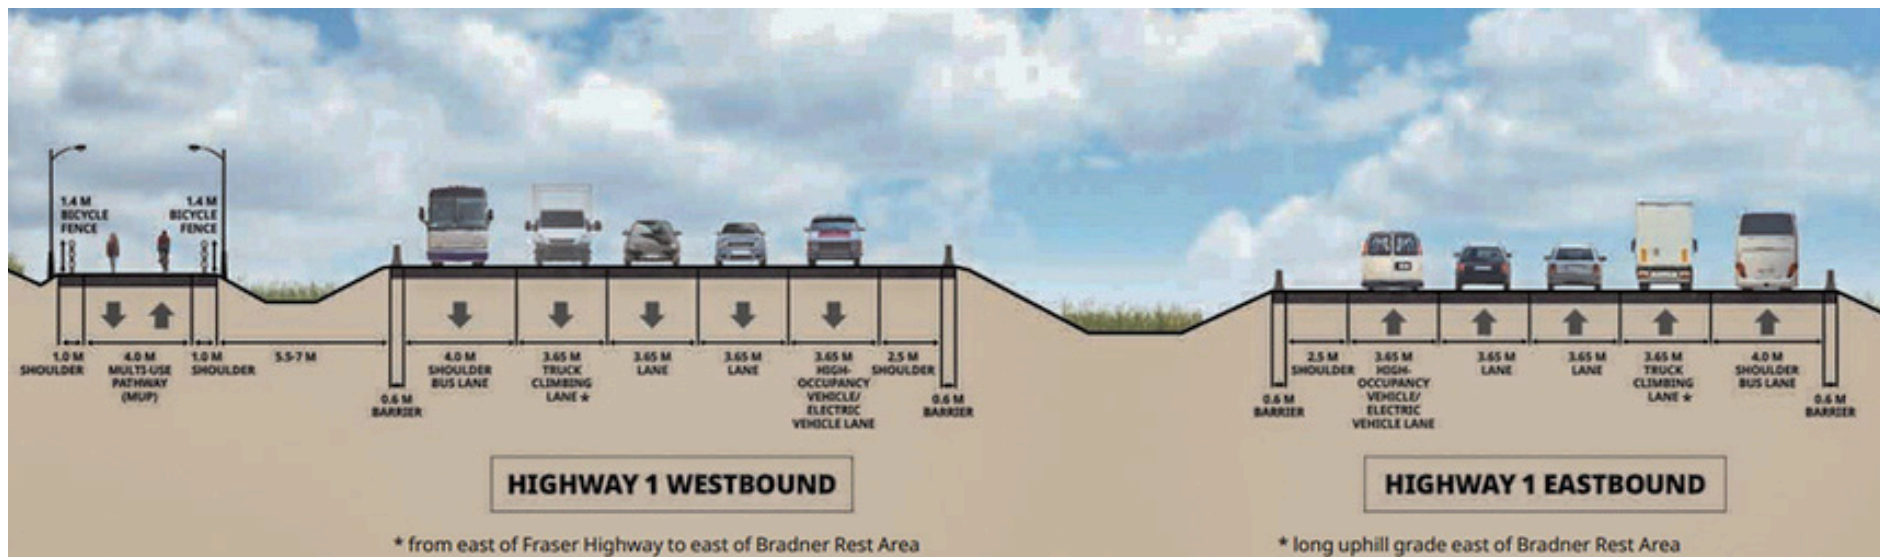 1.4 M
BICYCLE
FENCE
1.4 M
BICYCLE
FENCE
1.0 M
SHOULDER
4.0 M
MULTI-USE
PATHWAY
(MUP)
1.0 M
SHOULDER
5.5-7 M
0.6 M
BARRIER
4.0 M
SHOULDER
BUS LANE
3.65 M
TRUCK
CLIMBING
LANE *
3.65 M
LANE
3.65 M
LANE
3.65 M
HIGH-
OCCUPANCY
VEHICLE/
ELECTRIC
VEHICLE LANE
2.5 M
SHOULDER
0.6 M
BARRIER
0.6 M
BARRIER
2.5 M
SHOULDER
3.65 M
HIGH-
OCCUPANCY
VEHICLE/
ELECTRIC
VEHICLE LANE
3.65 M
LANE
3.65 M
LANE
3.65 M
TRUCK
CLIMBING
LANE *
4.0 M
SHOULDER
BUS LANE
0.6 M
BARRIER
HIGHWAY 1 WESTBOUND
* from east of Fraser Highway to east of Bradner Rest Area
HIGHWAY 1 EASTBOUND
* long uphill grade east of Bradner Rest Area